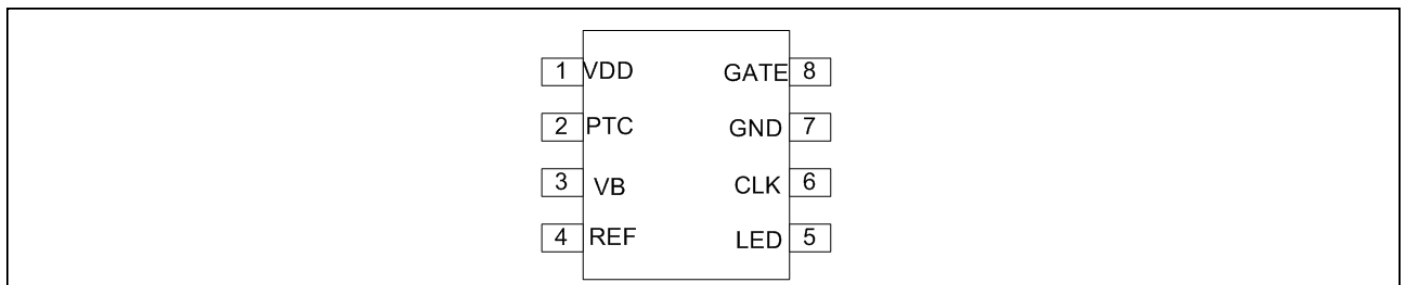 1 VDD GATE 8
2 PTC GND 7
3 VB CLK 6
4 REF LED 5